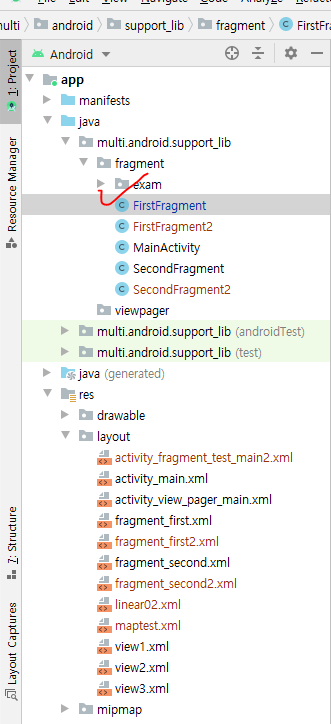 multi android support_lib fragment FirstF
Android
app
manifests
java
multi.android.support_lib
fragment
exam
FirstFragment
FirstFragment2
MainActivity
SecondFragment
SecondFragment2
viewpager
multi.android.support_lib (androidTest)
multi.android.support_lib (test)
java (generated)
res
drawable
layout
activity_fragment_test_main2.xml
activity_main.xml
activity_view_pager_main.xml
fragment_first.xml
fragment_first2.xml
fragment_second.xml
fragment_second2.xml
linear02.xml
maptest.xml
view1.xml
view2.xml
view3.xml
mipmap
1: Project
Resource Manager
7: Structure
Layout Captures